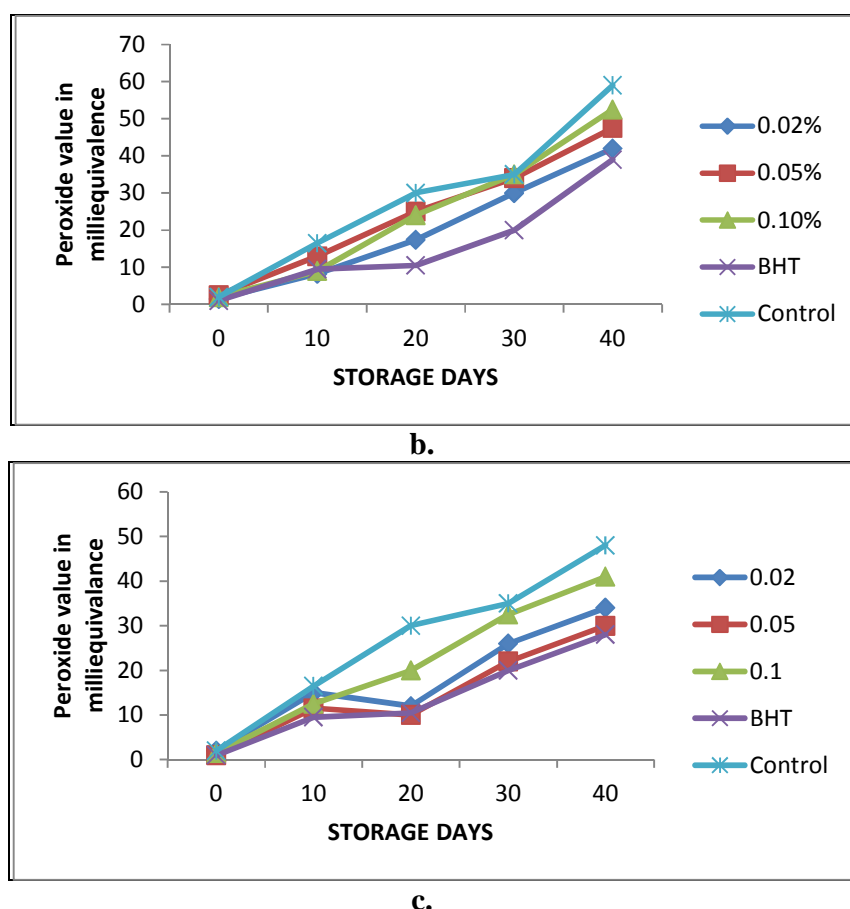 70
60
50
40
30
20
10
0
Peroxide value in
milliequivalence
0 10 20 30 40
STORAGE DAYS
0.02%
0.05%
0.10%
BHT
Control
b.
60
50
40
30
20
10
0
Peroxide value in
milliequivalance
0 10 20 30 40
STORAGE DAYS
0.02
0.05
0.1
BHT
Control
c.